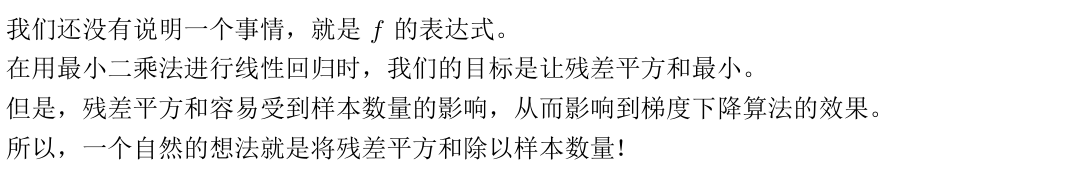 我们还没有说明一个事情，就是 f 的表达式。
在用最小二乘法进行线性回归时，我们的目标是让残差平方和最小。
但是，残差平方和容易受到样本数量的影响，从而影响到梯度下降算法的效果。
所以，一个自然的想法就是将残差平方和除以样本数量！